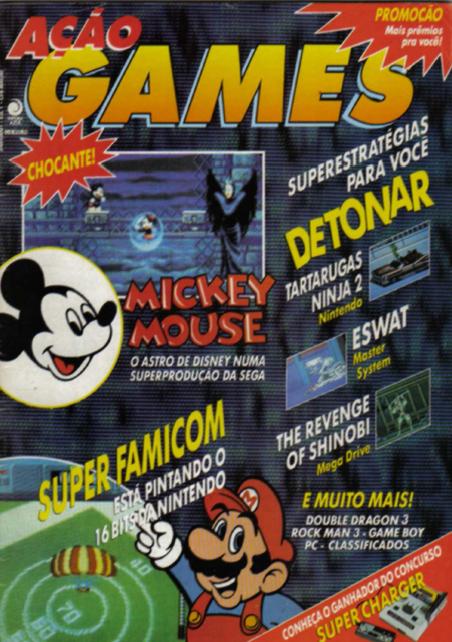 PROMOÇÃO
Mais prêmios
pra você!
AÇÃO
GAMES
CHOCANTE!
SUPERESTRATÉGIAS
PARA VOCÊ
DETONAR
TARTARUGAS
NINJA 2
Nintendo
MICKEY
MOUSE
O ASTRO DE DISNEY NUMA
SUPERPRODUÇÃO DA SEGA
ESWAT
Master
System
THE REVENGE
OF SHINOBI
Mega Drive
SUPER FAMICOM
ESTÁ PINTANDO O
16 BITS DA NINTENDO
E MUITO MAIS!
DOUBLE DRAGON 3
ROCK MAN 3 - GAME BOY
PC - CLASSIFICADOS
CONHEÇA O GANHADOR DO CONCURSO
SUPER CHARGER